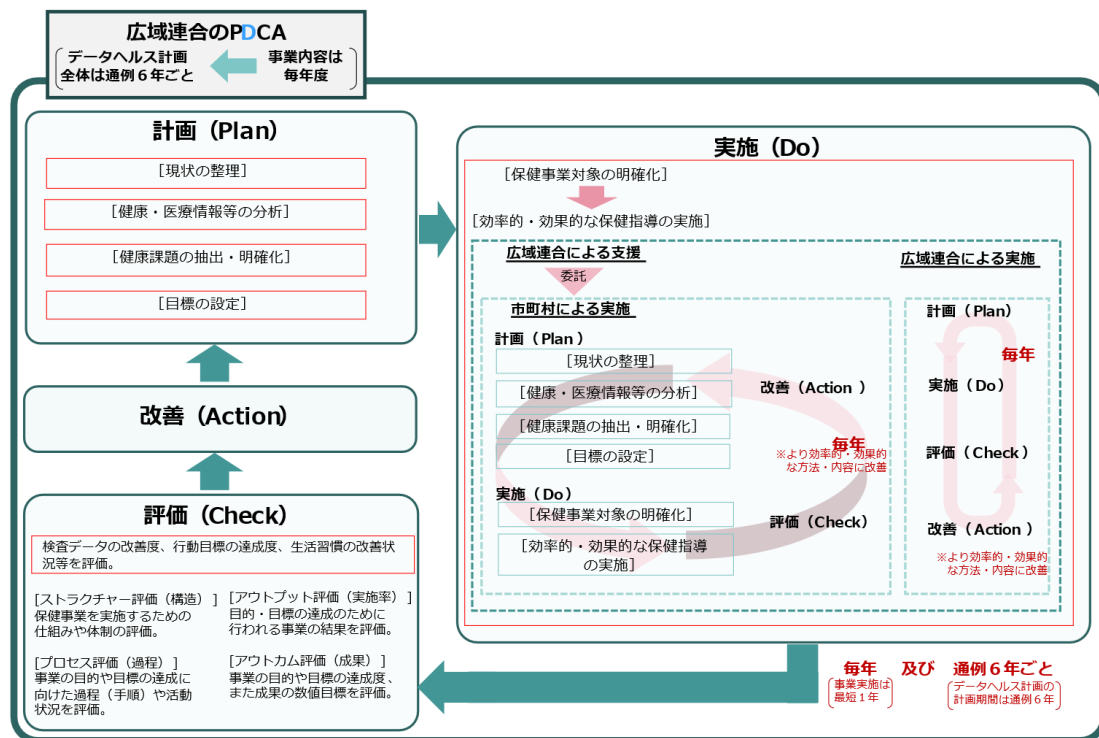 広域連合のPDCA
データヘルス計画
全体は通例６年ごと
事業内容は
毎年度
計画（Plan）
［現状の整理］
［健康・医療情報等の分析］
［健康課題の抽出・明確化］
［目標の設定］
改善（Action）
評価（Check）
検査データの改善度、行動目標の達成度、生活習慣の改善状
況等を評価。
[ストラクチャー評価（構造）]
保健事業を実施するための
仕組みや体制の評価。
[アウトプット評価（実施率）]
目的・目標の達成のために
行われる事業の結果を評価。
[プロセス評価（過程）]
事業の目的や目標の達成に
向けた過程（手順）や活動
状況を評価。
[アウトカム評価（成果）]
事業の目的や目標の達成度、
また成果の数値目標を評価。
実施（Do）
［保健事業対象の明確化］
［効率的・効果的な保健指導の実施］
広域連合による支援
委託
市町村による実施
計画（Plan）
［現状の整理］
［健康・医療情報等の分析］
［健康課題の抽出・明確化］
［目標の設定］
実施（Do）
［保健事業対象の明確化］
［効率的・効果的な保健指導
の実施］
改善（Action ）
毎年
※より効率的・効果的
な方法・内容に改善
評価（Check）
広域連合による実施
計画（Plan）
毎年
実施（Do）
評価（Check）
改善（Action ）
※より効率的・効果的
な方法・内容に改善
毎年 及び 通例６年ごと
事業実施は
最短１年
データヘルス計画の
計画期間は通例６年